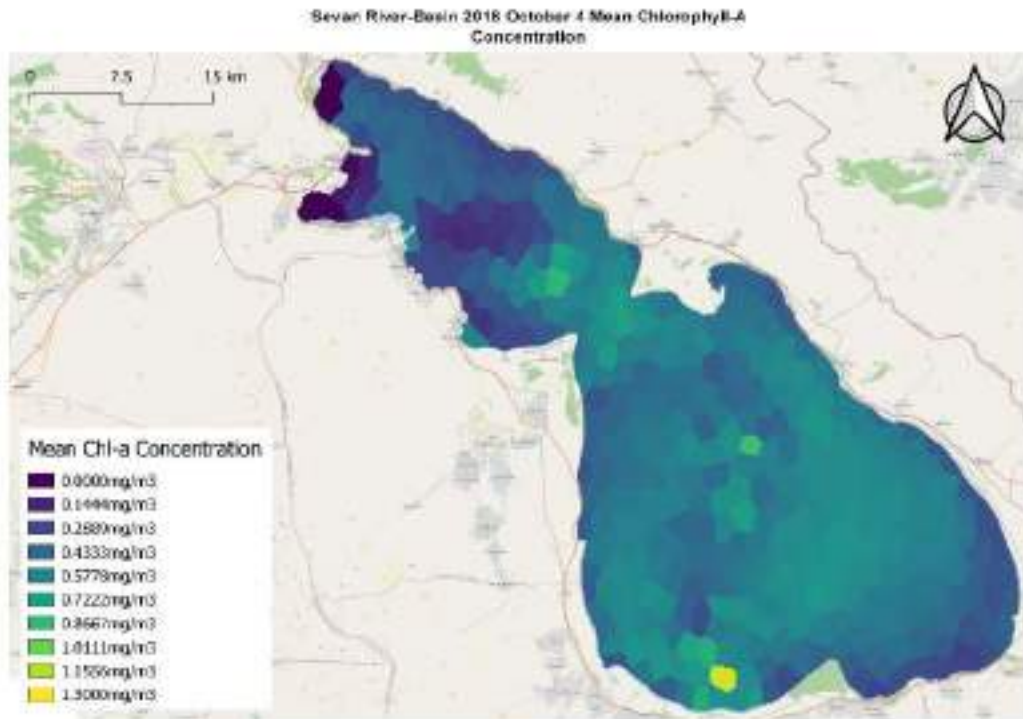 Sevan River-Basin 2018 October 4 Mean Chlorophyll-A
Concentration
0 7.5 15 km
Mean Chl-a Concentration
0.0000mg/m3
0.1444mg/m3
0.2889mg/m3
0.4333mg/m3
0.5778mg/m3
0.7222mg/m3
0.8667mg/m3
1.0111mg/m3
1.1556mg/m3
1.3000mg/m3